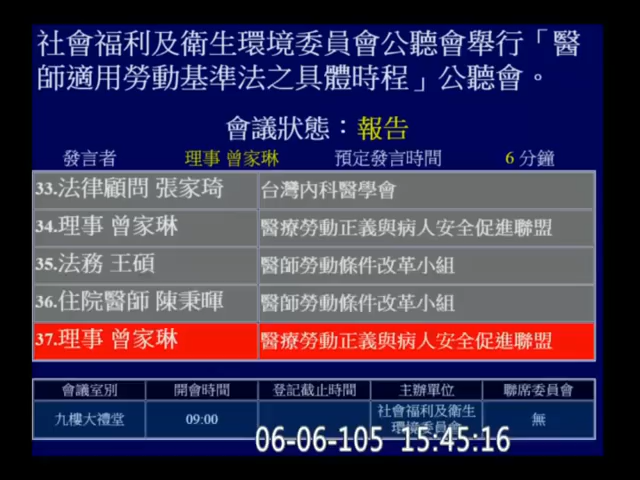 社會福利及衛生環境委員會公聽會舉行「醫
師適用勞動基準法之具體時程」公聽會。
會議狀態：報告
發言者 理事 曾家琳 預定發言時間 6 分鐘
33.法律顧問 張家琦 台灣內科醫學會
34.理事 曾家琳 醫療勞動正義與病人安全促進聯盟
35.法務 王碩 醫師勞動條件改革小組
36.住院醫師 陳秉暉 醫師勞動條件改革小組
37.理事 曾家琳 醫療勞動正義與病人安全促進聯盟
會議室別 開會時間 登記截止時間 主辦單位 聯席委員會
九樓大禮堂 09:00 社會福利及衛生
環境委員會 無
06-06-105 15:45:16